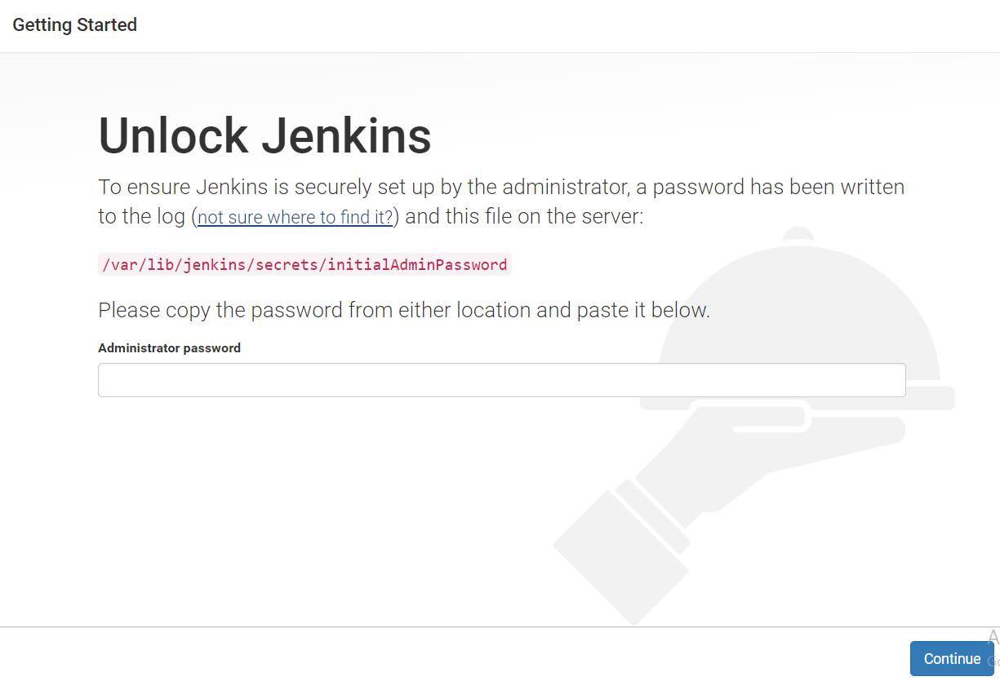 Getting Started
Unlock Jenkins
To ensure Jenkins is securely set up by the administrator, a password has been written
to the log (not sure where to find it?) and this file on the server:
/var/lib/jenkins/secrets/initialAdminPassword
Please copy the password from either location and paste it below.
Administrator password
Continue